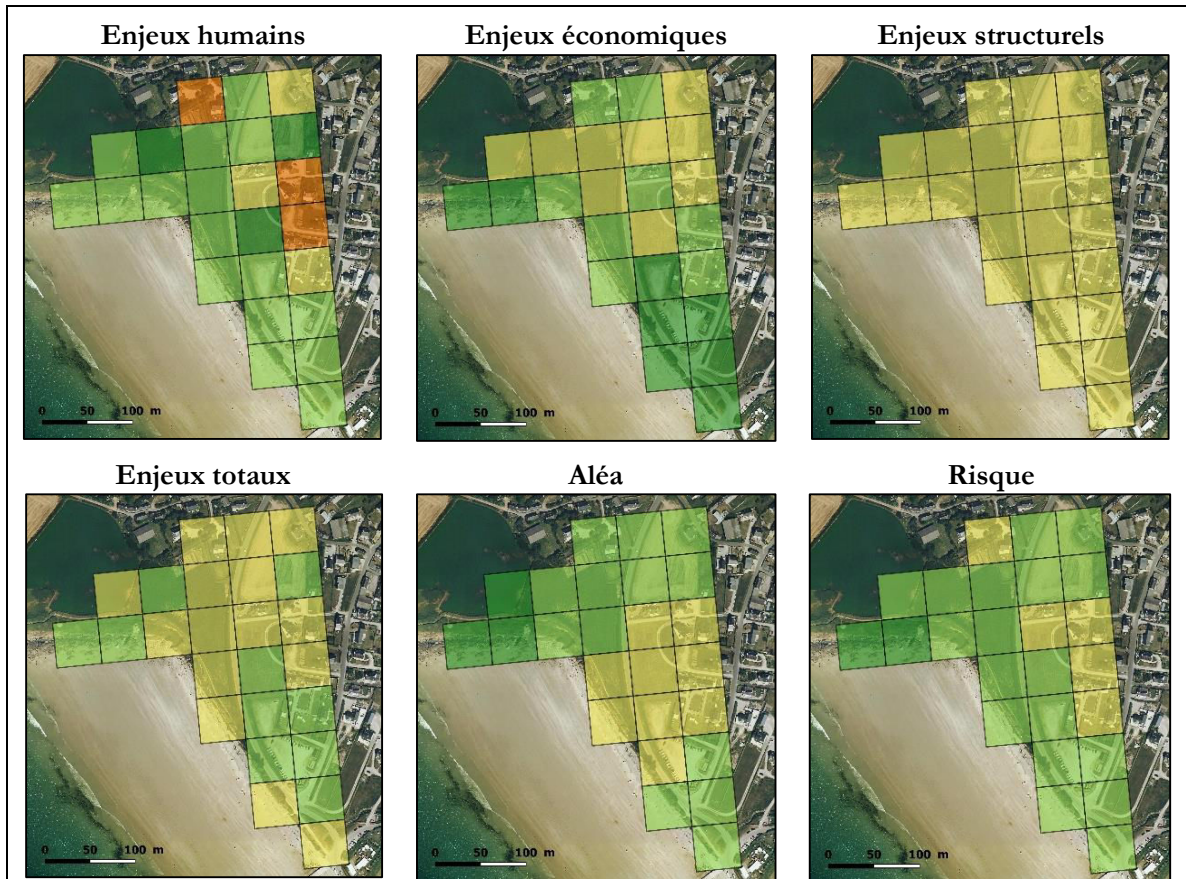 Enjeux humains
Enjeux économiques
Enjeux structurels
0 50 100 m
0 50 100 m
0 50 100 m
Enjeux totaux
Aléa
Risque
0 50 100 m
0 50 100 m
0 50 100 m